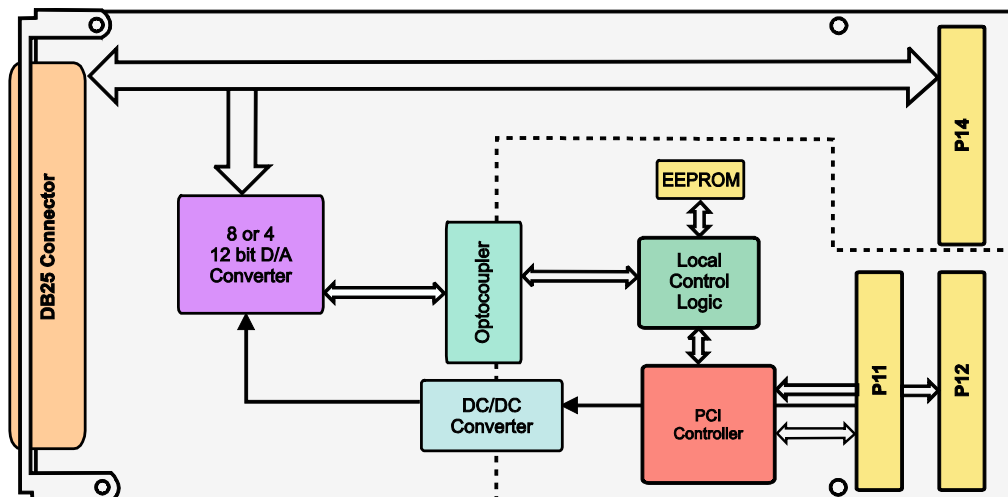 DB25 Connector
P14
EEPROM
8 or 4
12 bit D/A
Converter
Optocoupler
Local
Control
Logic
P11
P12
DC/DC
Converter
PCI
Controller